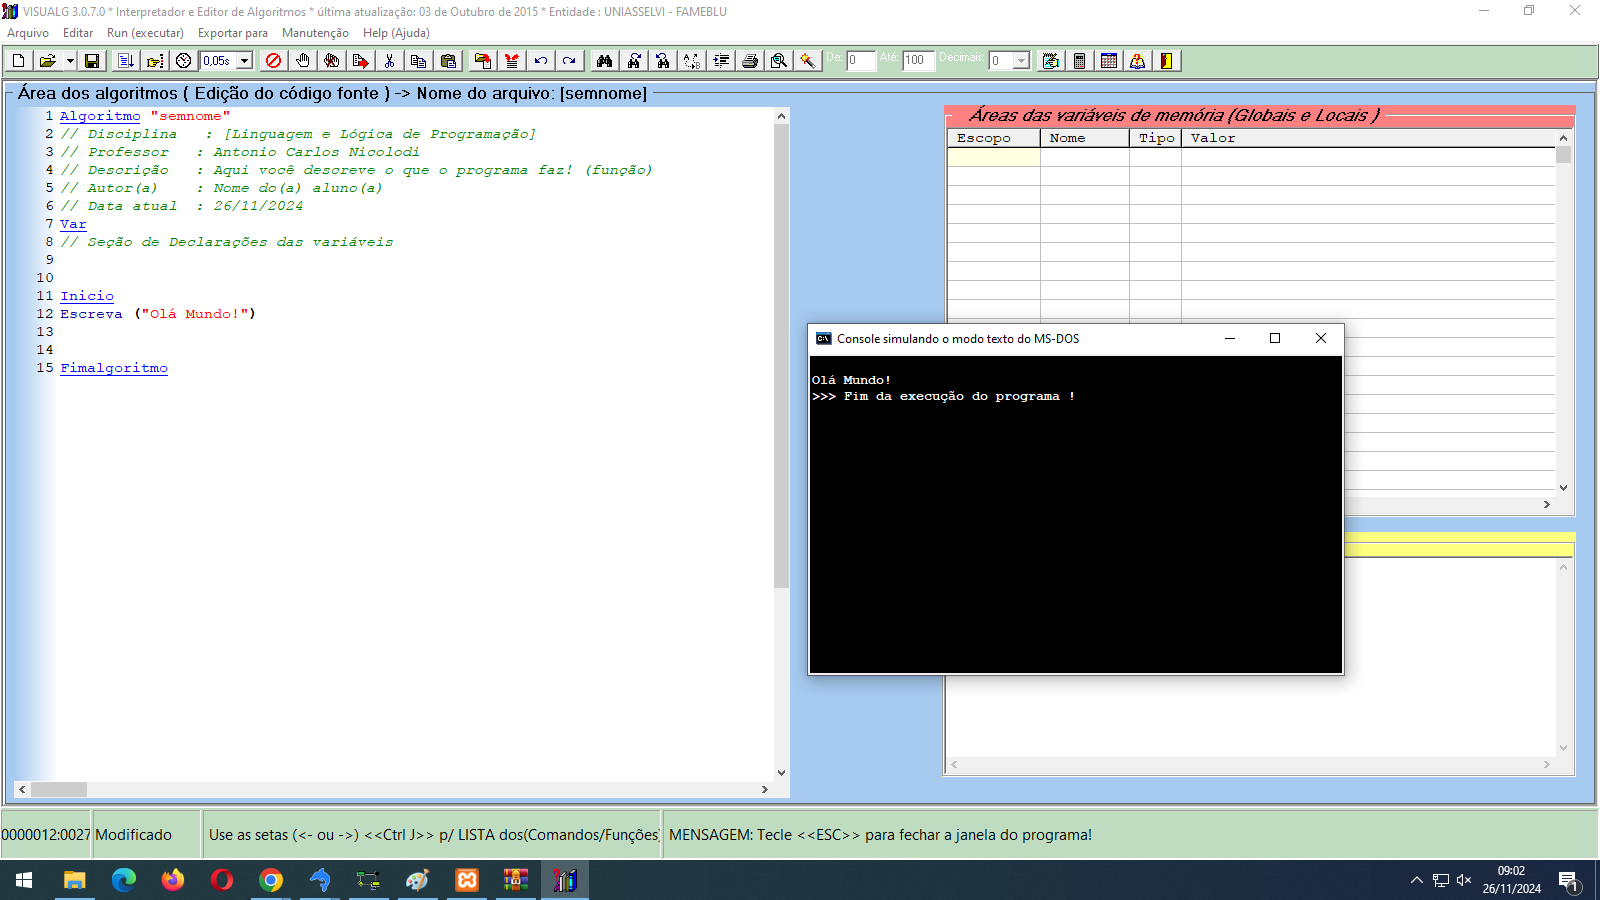 VISUALG 3.0.7.0 * Interpretador e Editor de Algoritmos * última atualização: 03 de Outubro de 2015 * Entidade : UNIASSELVI - FAMEBLU
Arquivo Editar Run (executar) Exportar para Manutenção Help (Ajuda)
0,05s De: 0 Até: 100 Decimais: 0
Área dos algoritmos ( Edição do código fonte ) -> Nome do arquivo: [semnome]
1 Algoritmo "semnome"
2 // Disciplina : [Linguagem e Lógica de Programação]
3 // Professor : Antonio Carlos Nicolodi
4 // Descrição : Aqui você descreve o que o programa faz! (função)
5 // Autor(a) : Nome do(a) aluno(a)
6 // Data atual : 26/11/2024
7 Var
8 // Seção de Declarações das variáveis
9
10
11 Inicio
12 Escreva ("Olá Mundo!")
13
14
15 Fimalgoritmo
Áreas das variáveis de memória (Globais e Locais )
Escopo Nome Tipo Valor
Console simulando o modo texto do MS-DOS
Olá Mundo!
>>> Fim da execução do programa !
0000012:0027 Modificado Use as setas (<- ou ->) <<Ctrl J>> p/ LISTA dos(Comandos/Funções) MENSAGEM: Tecle <<ESC>> para fechar a janela do programa!
09:02
26/11/2024
1